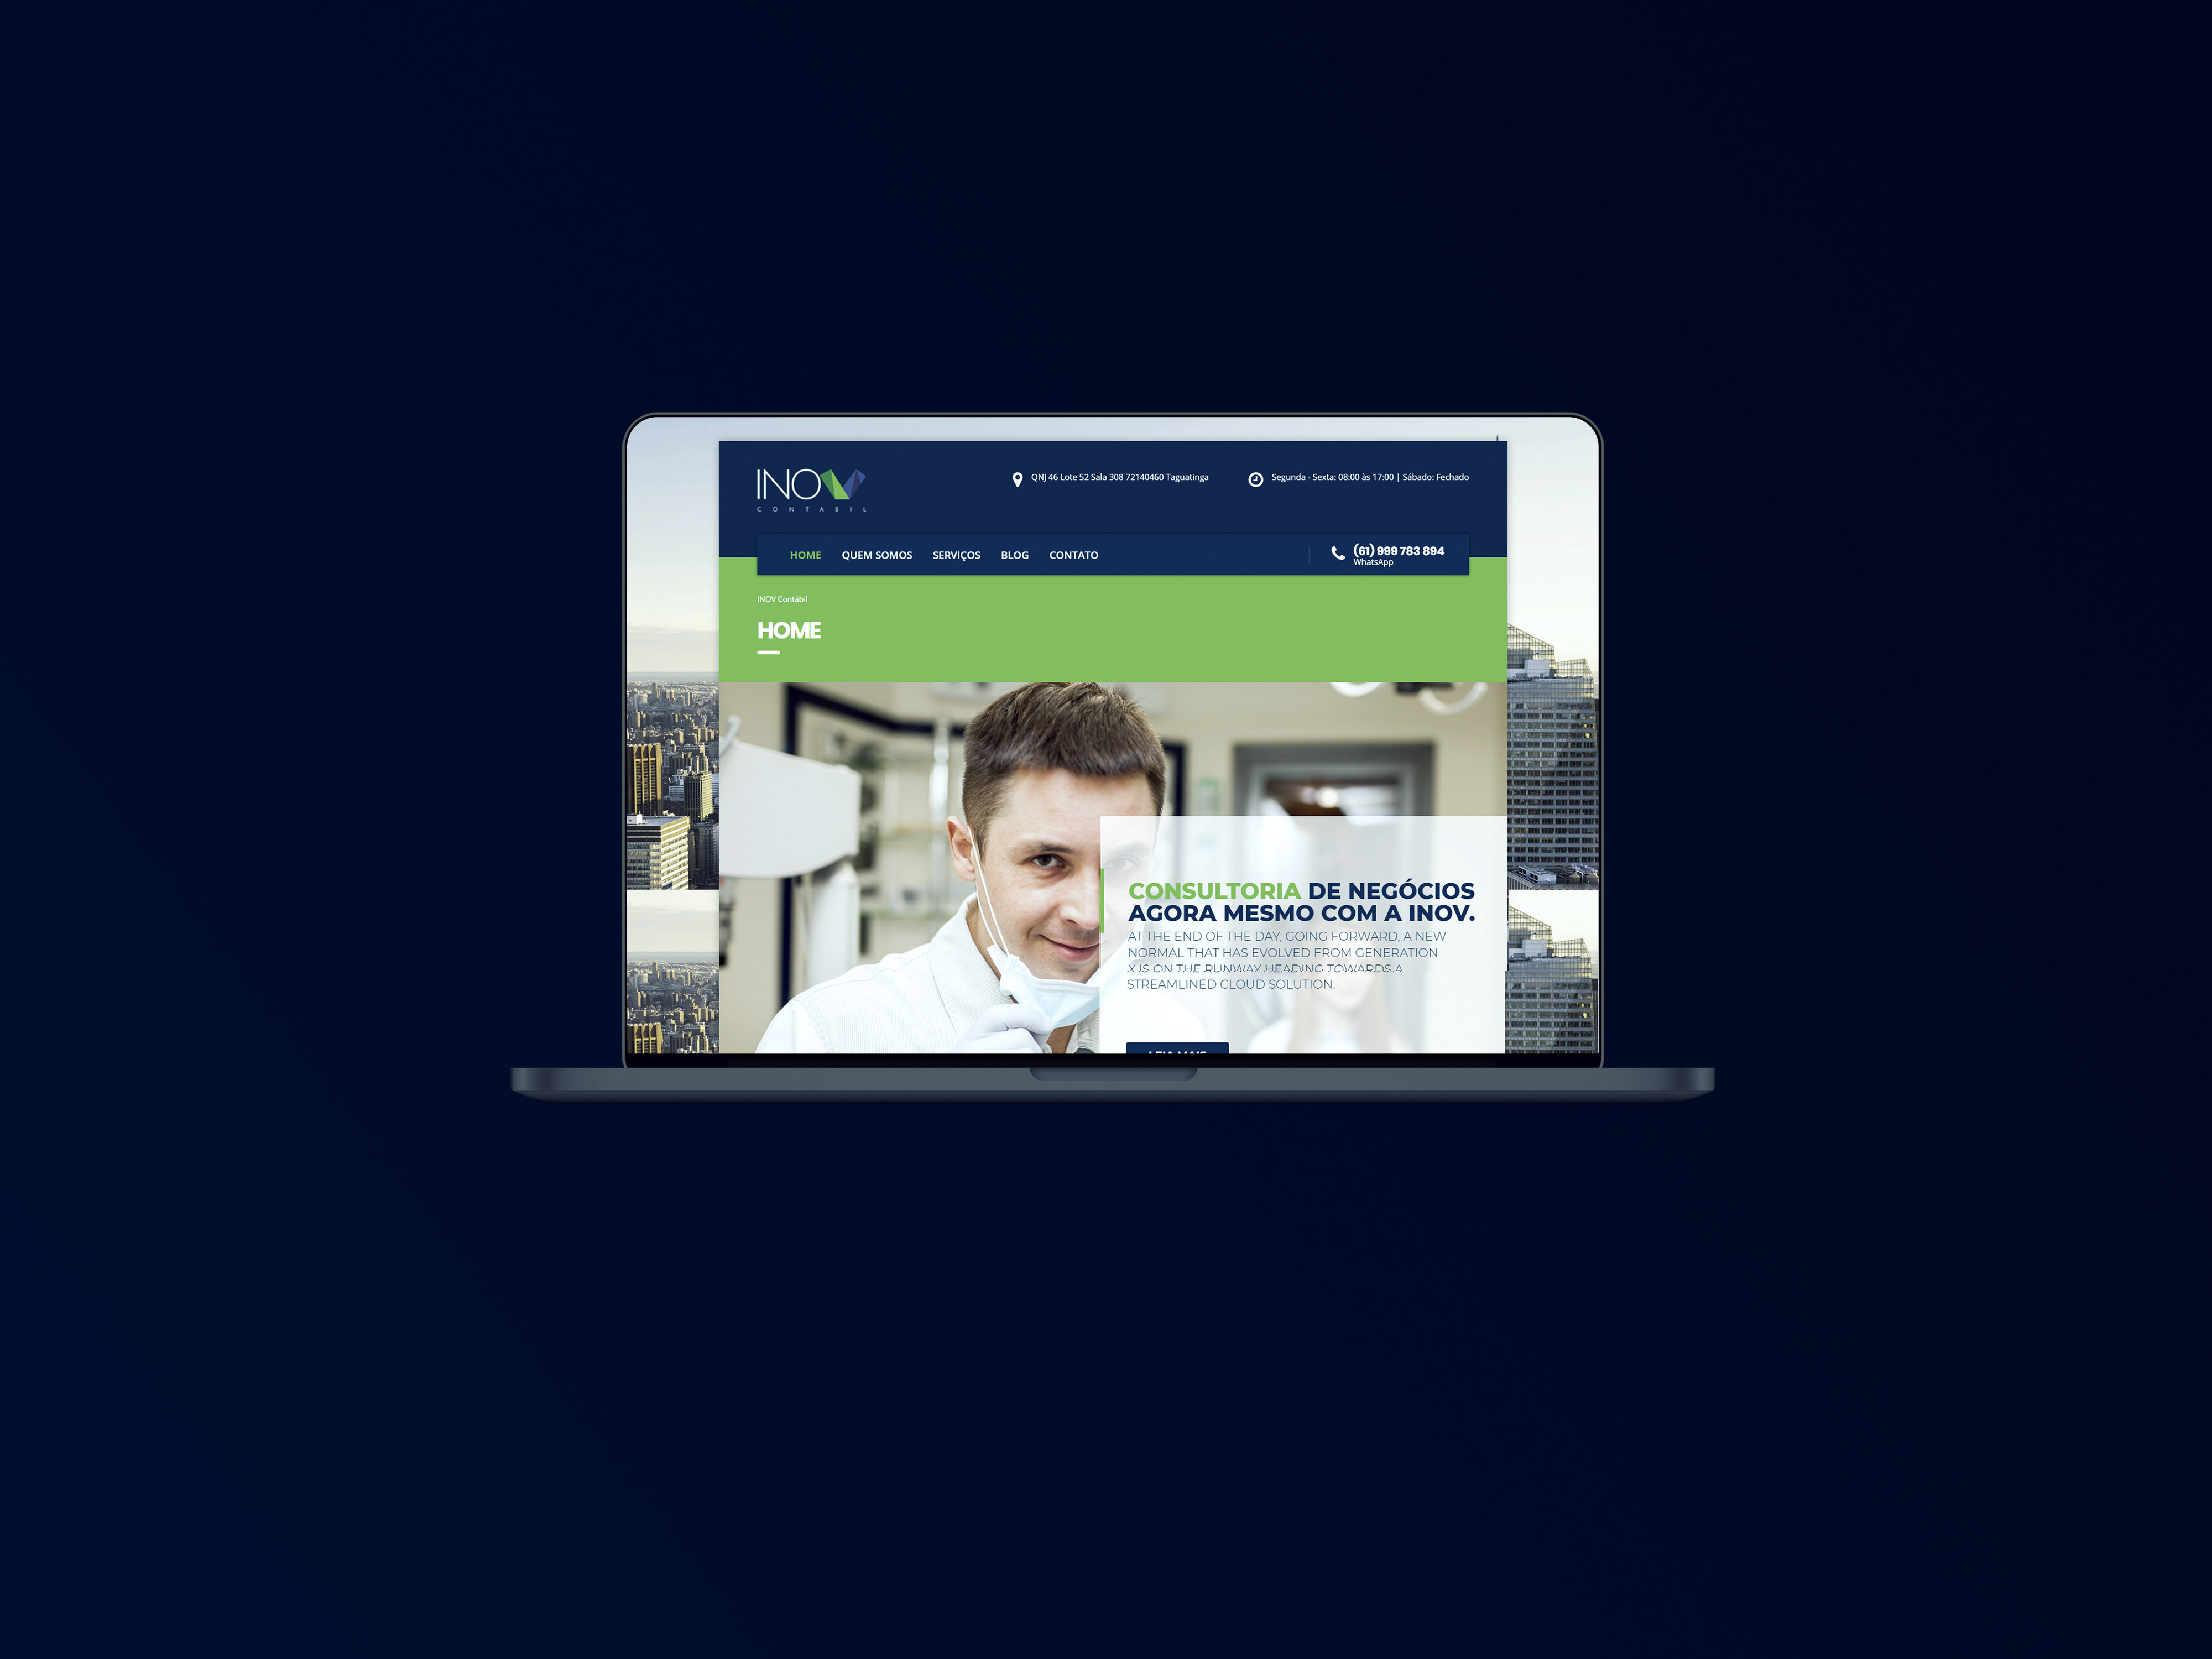 INOV
CONTABIL
QNJ 46 Lote 52 Sala 308 72140460 Taguatinga
Segunda - Sexta: 08:00 às 17:00 | Sábado: Fechado
HOME QUEM SOMOS SERVIÇOS BLOG CONTATO
(61) 999 783 894
WhatsApp
INOV Contábil
HOME
CONSULTORIA DE NEGÓCIOS
AGORA MESMO COM A INOV.
AT THE END OF THE DAY, GOING FORWARD, A NEW
NORMAL THAT HAS EVOLVED FROM GENERATION
X IS ON THE RUNWAY HEADING TOWARDS A
STREAMLINED CLOUD SOLUTION.
LEIA MAIS